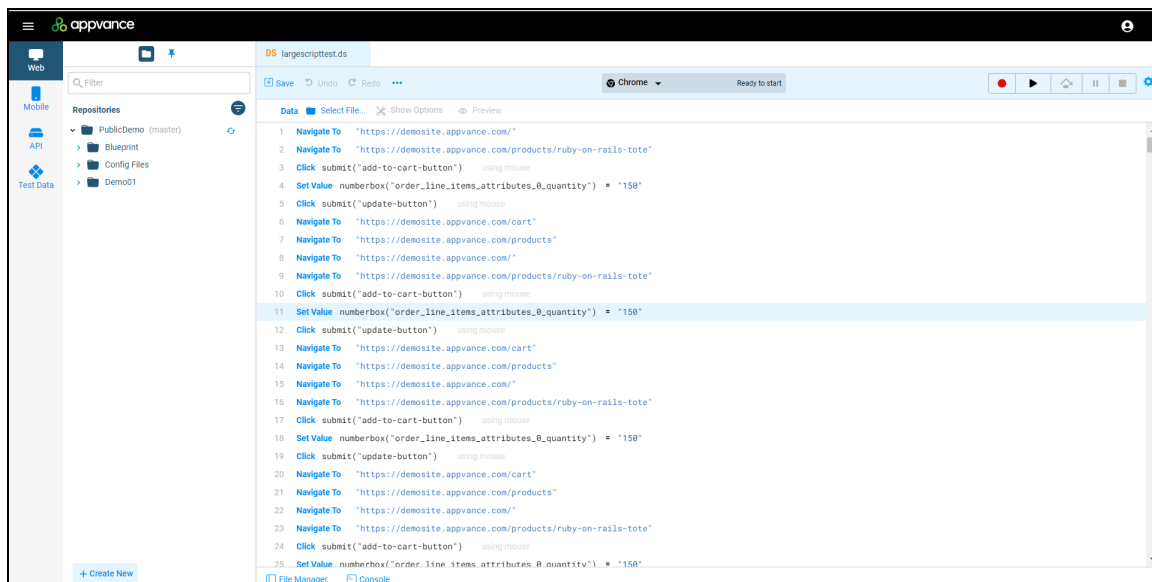 appvance
Web
Mobile
API
Test Data
Filter
Repositories
PublicDemo (master)
Blueprint
Config Files
Demo01
+ Create New
DS largescripttest.ds
Save Undo Redo ••• Chrome Ready to start
Data Select File... Show Options Preview
1 Navigate To "https://demosite.appvance.com/"
2 Navigate To "https://demosite.appvance.com/products/ruby-on-rails-tote"
3 Click submit("add-to-cart-button") using mouse
4 Set Value numberbox("order_line_items_attributes_0_quantity") = "150"
5 Click submit("update-button") using mouse
6 Navigate To "https://demosite.appvance.com/cart"
7 Navigate To "https://demosite.appvance.com/products"
8 Navigate To "https://demosite.appvance.com/"
9 Navigate To "https://demosite.appvance.com/products/ruby-on-rails-tote"
10 Click submit("add-to-cart-button") using mouse
11 Set Value numberbox("order_line_items_attributes_0_quantity") = "150"
12 Click submit("update-button") using mouse
13 Navigate To "https://demosite.appvance.com/cart"
14 Navigate To "https://demosite.appvance.com/products"
15 Navigate To "https://demosite.appvance.com/"
16 Navigate To "https://demosite.appvance.com/products/ruby-on-rails-tote"
17 Click submit("add-to-cart-button") using mouse
18 Set Value numberbox("order_line_items_attributes_0_quantity") = "150"
19 Click submit("update-button") using mouse
20 Navigate To "https://demosite.appvance.com/cart"
21 Navigate To "https://demosite.appvance.com/products"
22 Navigate To "https://demosite.appvance.com/"
23 Navigate To "https://demosite.appvance.com/products/ruby-on-rails-tote"
24 Click submit("add-to-cart-button") using mouse
25 Set Value numberbox("order_line_items_attributes_0_quantity") = "150"
File Manager Console